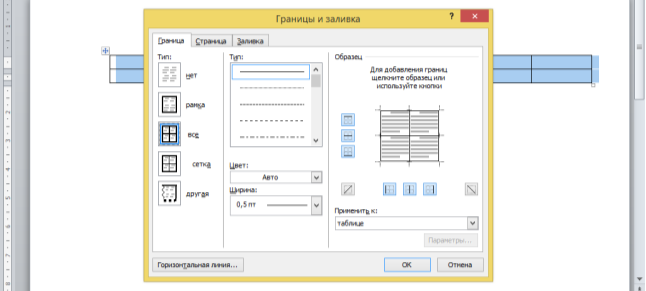 Границы и заливка
?
Граница
Страница
Заливка
Тип:
нет
рамка
все
сетка
другая
Тип:
Цвет:
Авто
Ширина:
0,5 пт
Образец
Для добавления границ
щелкните образец или
используйте кнопки
Применить к:
таблице
Параметры...
Горизонтальная линия...
ОК
Отмена